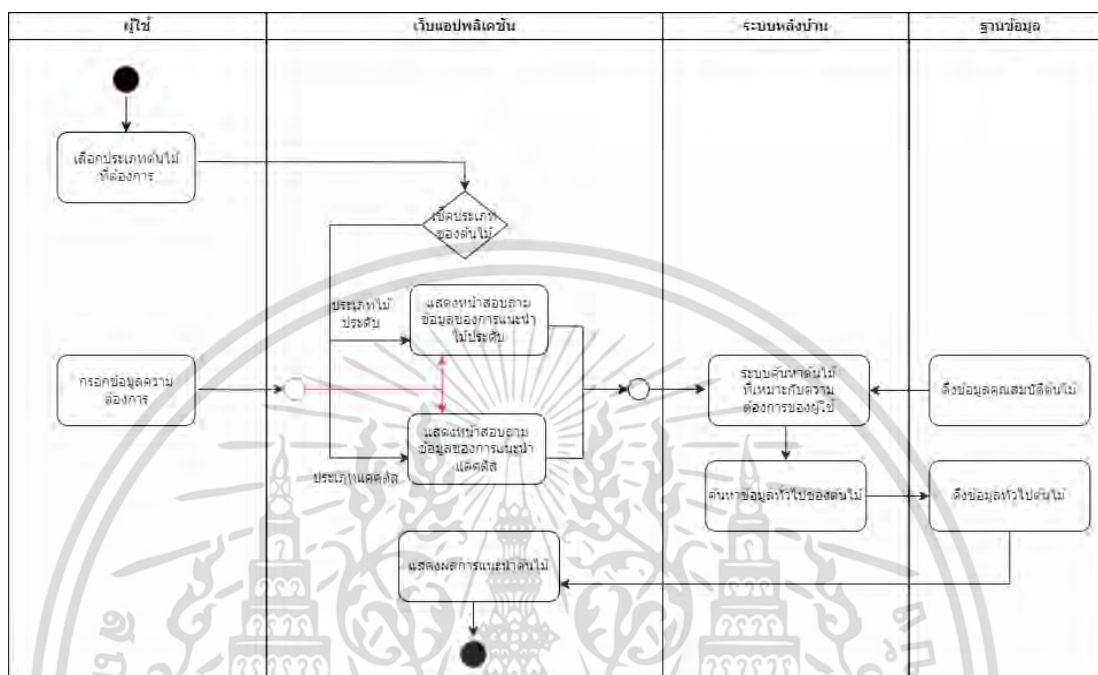 ผู้ใช้
เว็บแอปพลิเคชัน
ระบบหลังบ้าน
ฐานข้อมูล
เลือกประเภทต้นไม้
ที่ต้องการ
เช็คประเภท
ของต้นไม้
ประเภทไม้
ประดับ
แสดงหน้าสอบถาม
ข้อมูลของการแนะนำ
ไม้ประดับ
กรอกข้อมูลความ
ต้องการ
ระบบค้นหาต้นไม้
ที่เหมาะกับความ
ต้องการของผู้ใช้
ดึงข้อมูลคุณสมบัติต้นไม้
แสดงหน้าสอบถาม
ข้อมูลของการแนะนำ
แคคตัส
ประเภทแคคตัส
ค้นหาข้อมูลทั่วไปของต้นไม้
ดึงข้อมูลทั่วไปต้นไม้
แสดงผลการแนะนำต้นไม้